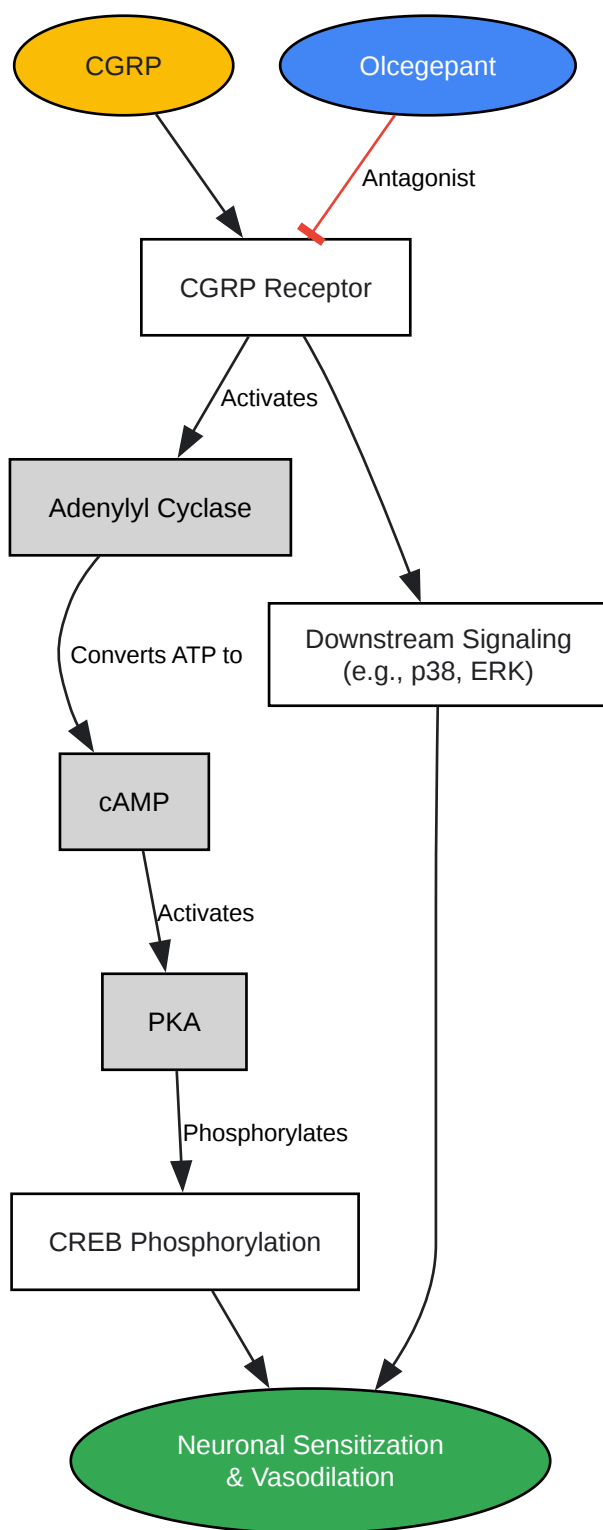 CGRP
Olcegepant
Antagonist
CGRP Receptor
Activates
Adenylyl Cyclase
Downstream Signaling
(e.g., p38, ERK)
Converts ATP to
cAMP
Activates
PKA
Phosphorylates
CREB Phosphorylation
Neuronal Sensitization
& Vasodilation